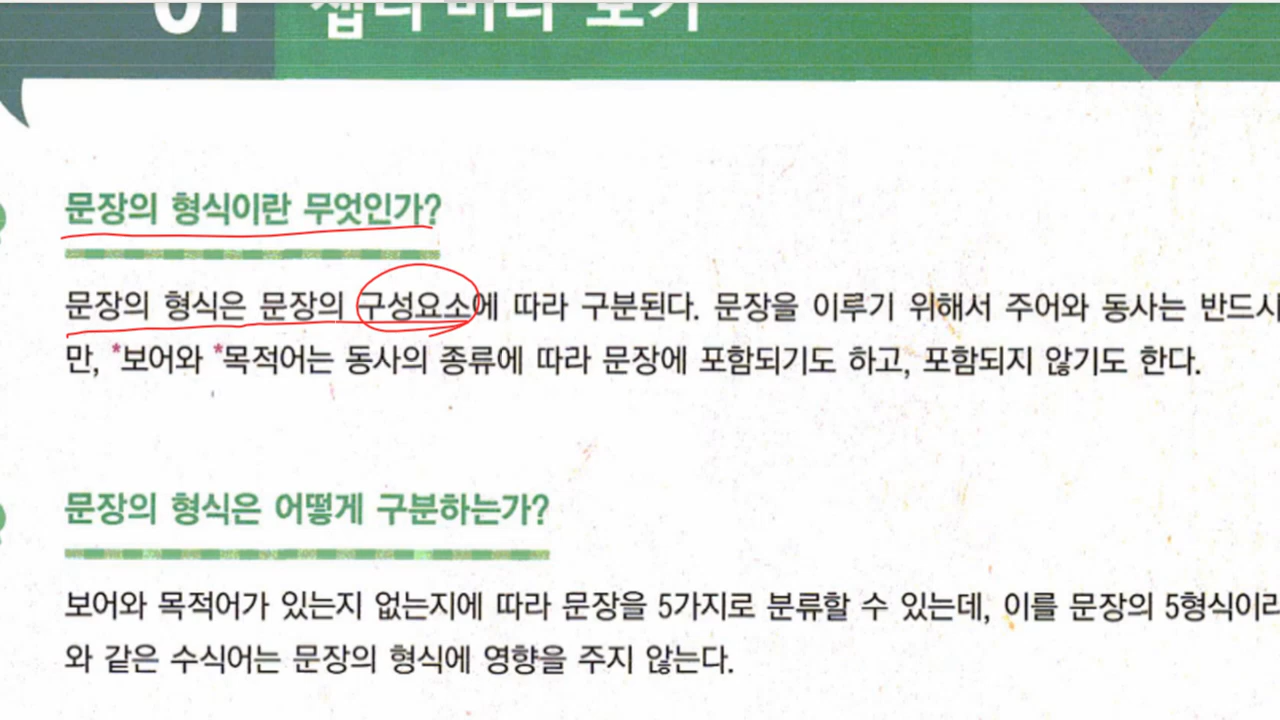 문장의 형식이란 무엇인가?
문장의 형식은 문장의 구성요소에 따라 구분된다. 문장을 이루기 위해서 주어와 동사는 반드시
만, *보어와 *목적어는 동사의 종류에 따라 문장에 포함되기도 하고, 포함되지 않기도 한다.
문장의 형식은 어떻게 구분하는가?
보어와 목적어가 있는지 없는지에 따라 문장을 5가지로 분류할 수 있는데, 이를 문장의 5형식이라
와 같은 수식어는 문장의 형식에 영향을 주지 않는다.